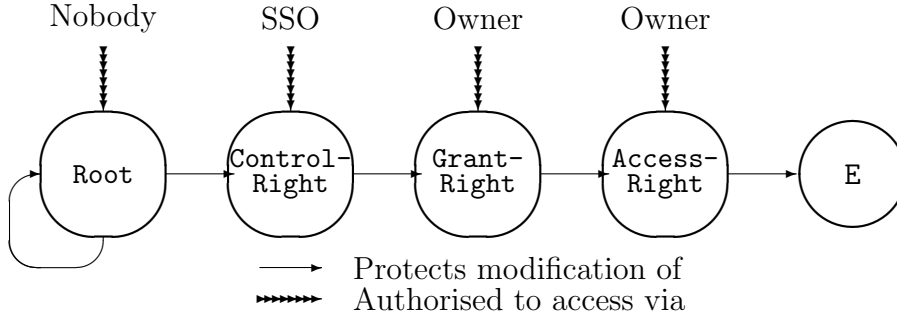 Nobody SSO Owner Owner
Root Control-
Right Grant-
Right Access-
Right E
Protects modification of
Authorised to access via